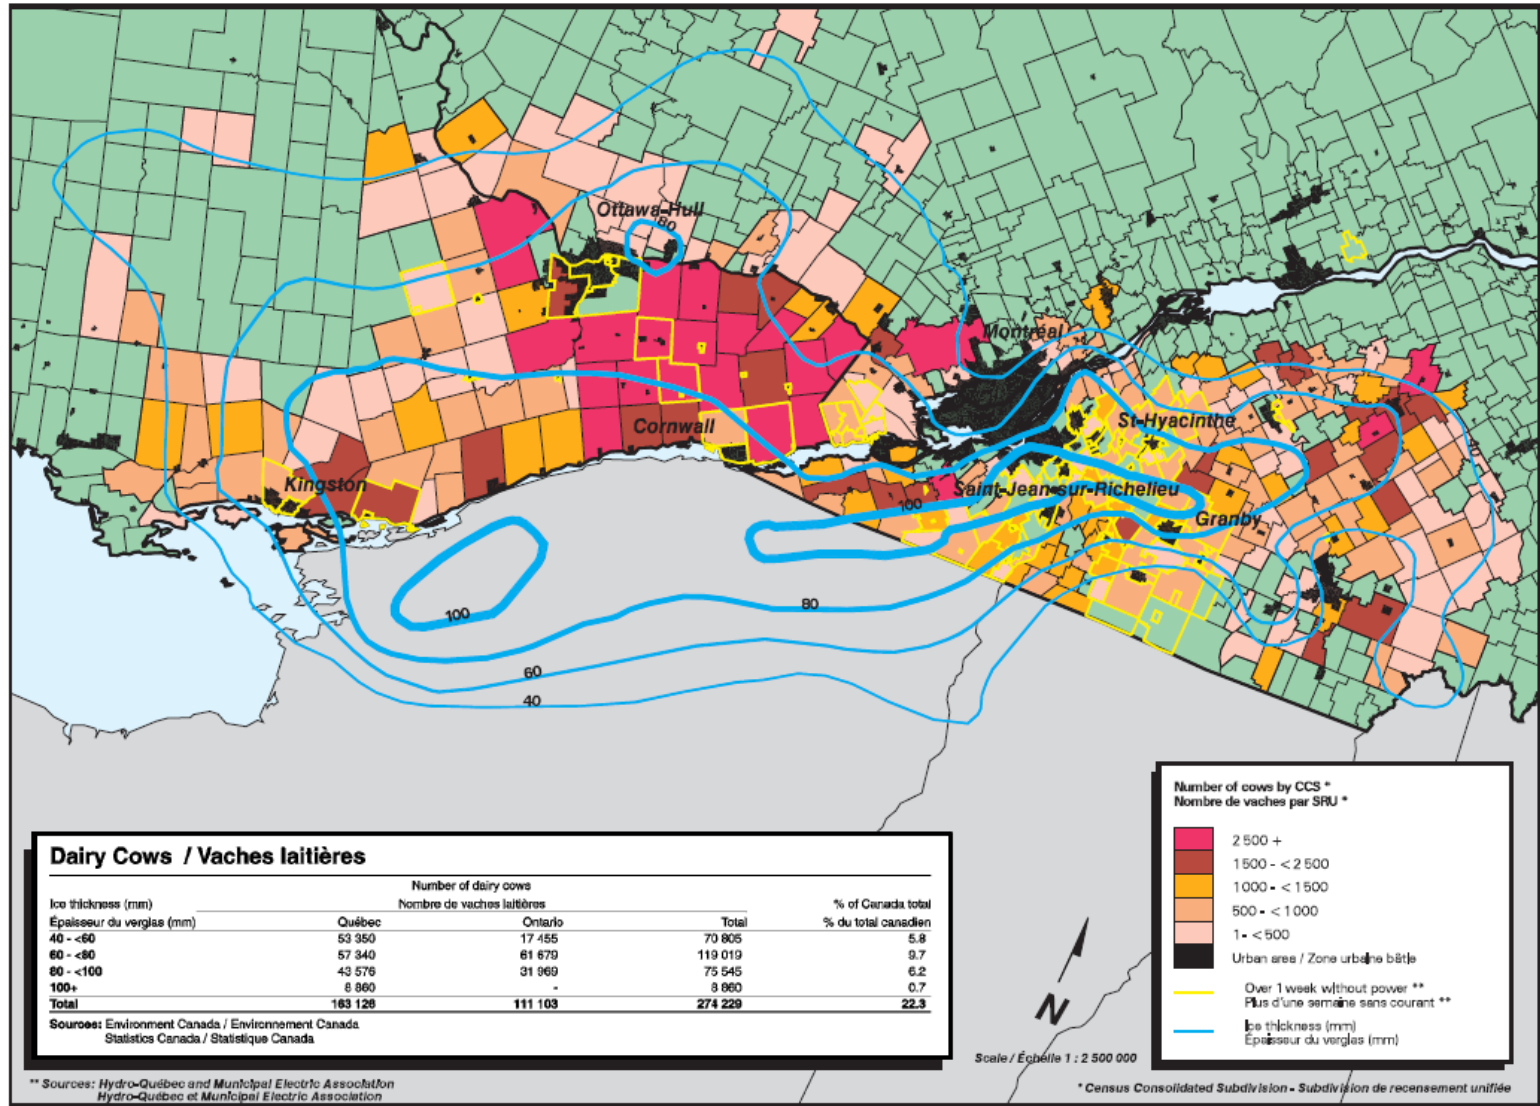 Ottawa-Hull
80
Montréal
St-Hyacinthe
Cornwall
Kingston
Saint-Jean-sur-Richelieu
100
Granby
100
80
60
40
Number of cows by CCS *
Nombre de vaches par SRU *
2 500 +
1500 - < 2 500
1000 - < 1500
500 - < 1000
1 - < 500
Urban area / Zone urbaine bâtie
Over 1 week without power **
Plus d'une semaine sans courant **
Ice thickness (mm)
Épaisseur du verglas (mm)
Dairy Cows / Vaches laitières
Number of dairy cows
Ice thickness (mm) Nombre de vaches laitières % of Canada total
Épaisseur du verglas (mm) Québec Ontario Total % du total canadien
40 - <60 53 350 17 455 70 805 5.8
60 - <80 57 340 61 679 119 019 9.7
80 - <100 43 576 31 969 75 545 6.2
100+ 8 860 - 8 860 0.7
Total 163 126 111 103 274 229 22.3
Sources: Environment Canada / Environnement Canada
Statistics Canada / Statistique Canada
N
Scale / Échelle 1 : 2 500 000
** Sources: Hydro-Québec and Municipal Electric Association
Hydro-Québec et Municipal Electric Association
* Census Consolidated Subdivision - Subdivision de recensement unifiée